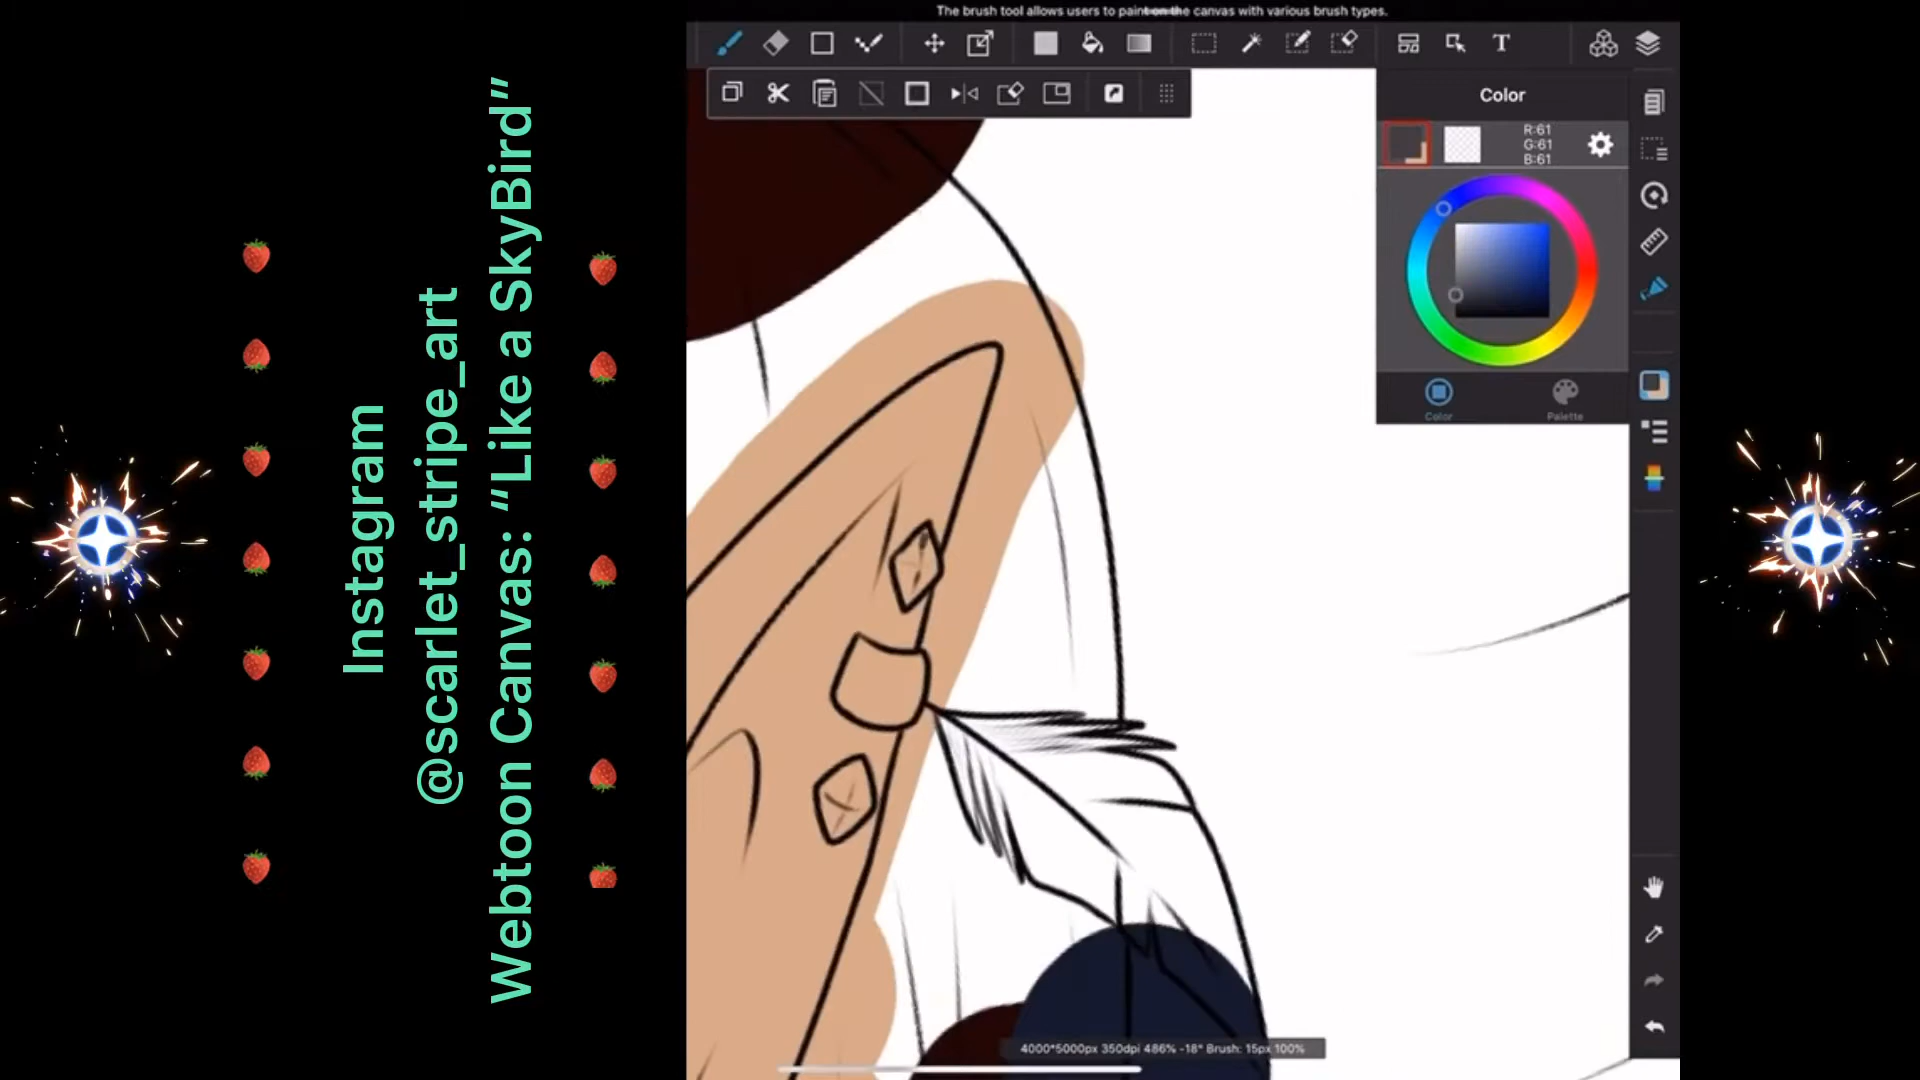 Instagram
@scarlet_stripe_art
Webtoon Canvas: "Like a SkyBird"
The brush tool allows users to paint on the canvas with various brush types.
T
Color
R:61
G:61
B:61
Color
Palette
4000*5000px 350dpi 486% -18° Brush: 15px 100%